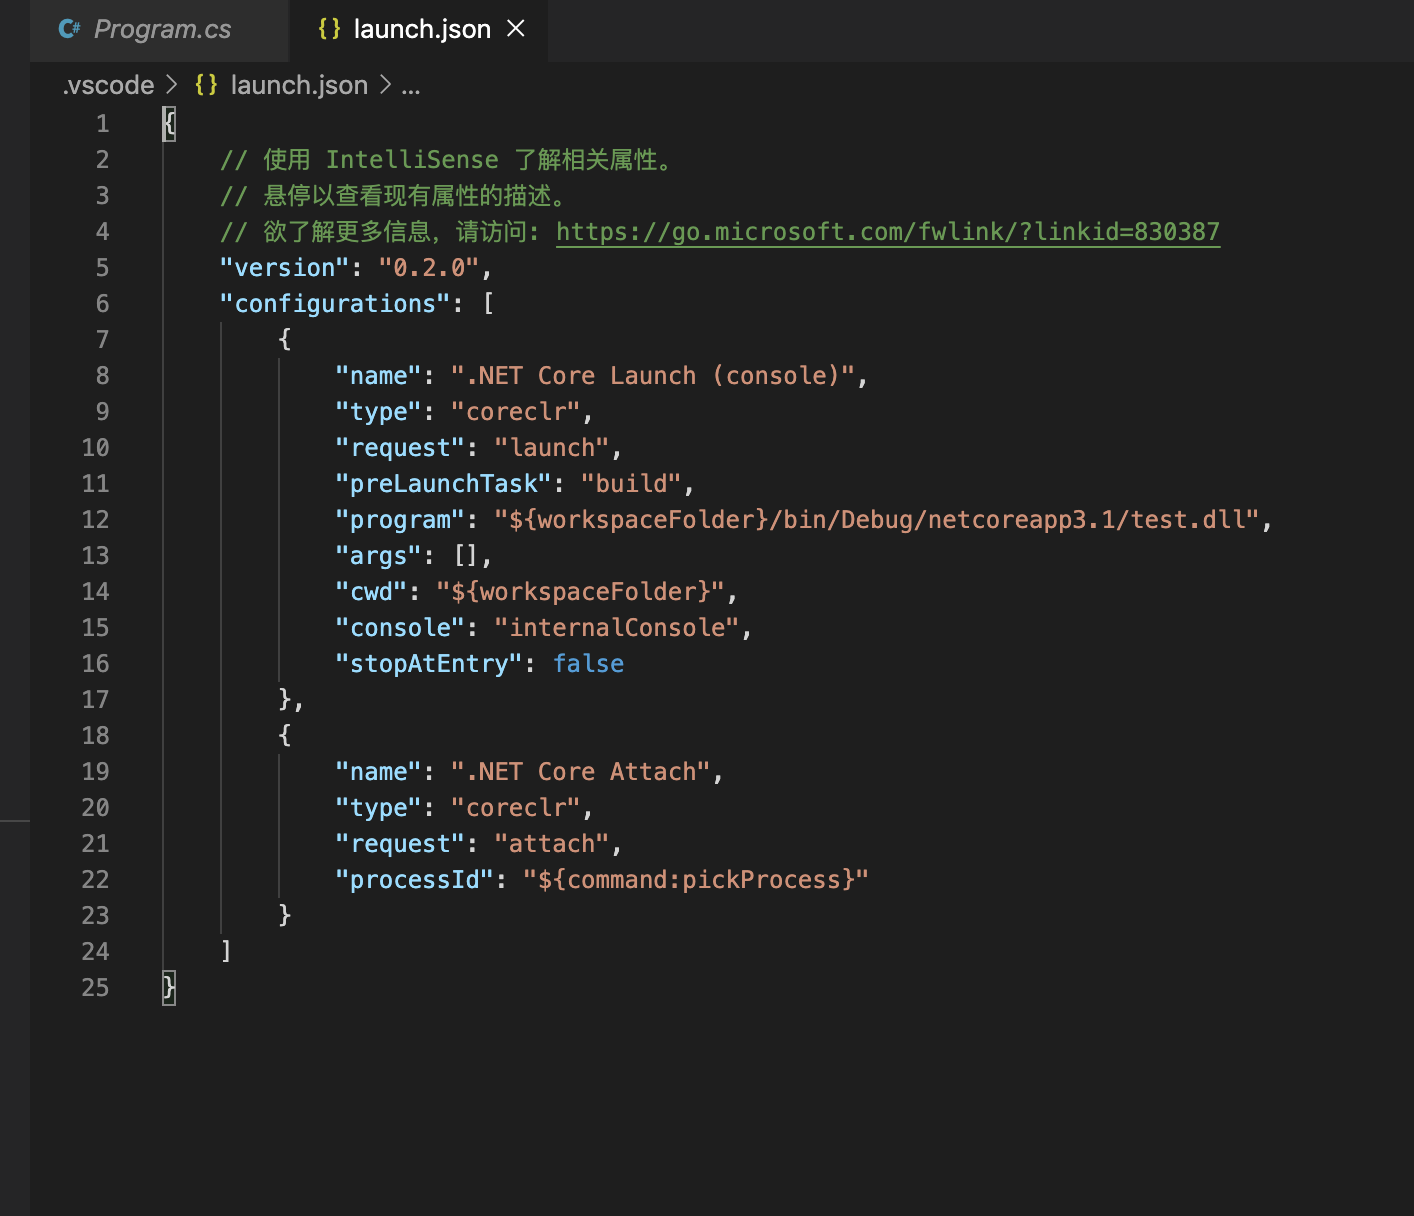 C# Program.cs {} launch.json ×
.vscode > {} launch.json > ...
1 {
2 // 使用 IntelliSense 了解相关属性。
3 // 悬停以查看现有属性的描述。
4 // 欲了解更多信息，请访问: https://go.microsoft.com/fwlink/?linkid=830387
5 "version": "0.2.0",
6 "configurations": [
7 {
8 "name": ".NET Core Launch (console)",
9 "type": "coreclr",
10 "request": "launch",
11 "preLaunchTask": "build",
12 "program": "${workspaceFolder}/bin/Debug/netcoreapp3.1/test.dll",
13 "args": [],
14 "cwd": "${workspaceFolder}",
15 "console": "internalConsole",
16 "stopAtEntry": false
17 },
18 {
19 "name": ".NET Core Attach",
20 "type": "coreclr",
21 "request": "attach",
22 "processId": "${command:pickProcess}"
23 }
24 ]
25 }